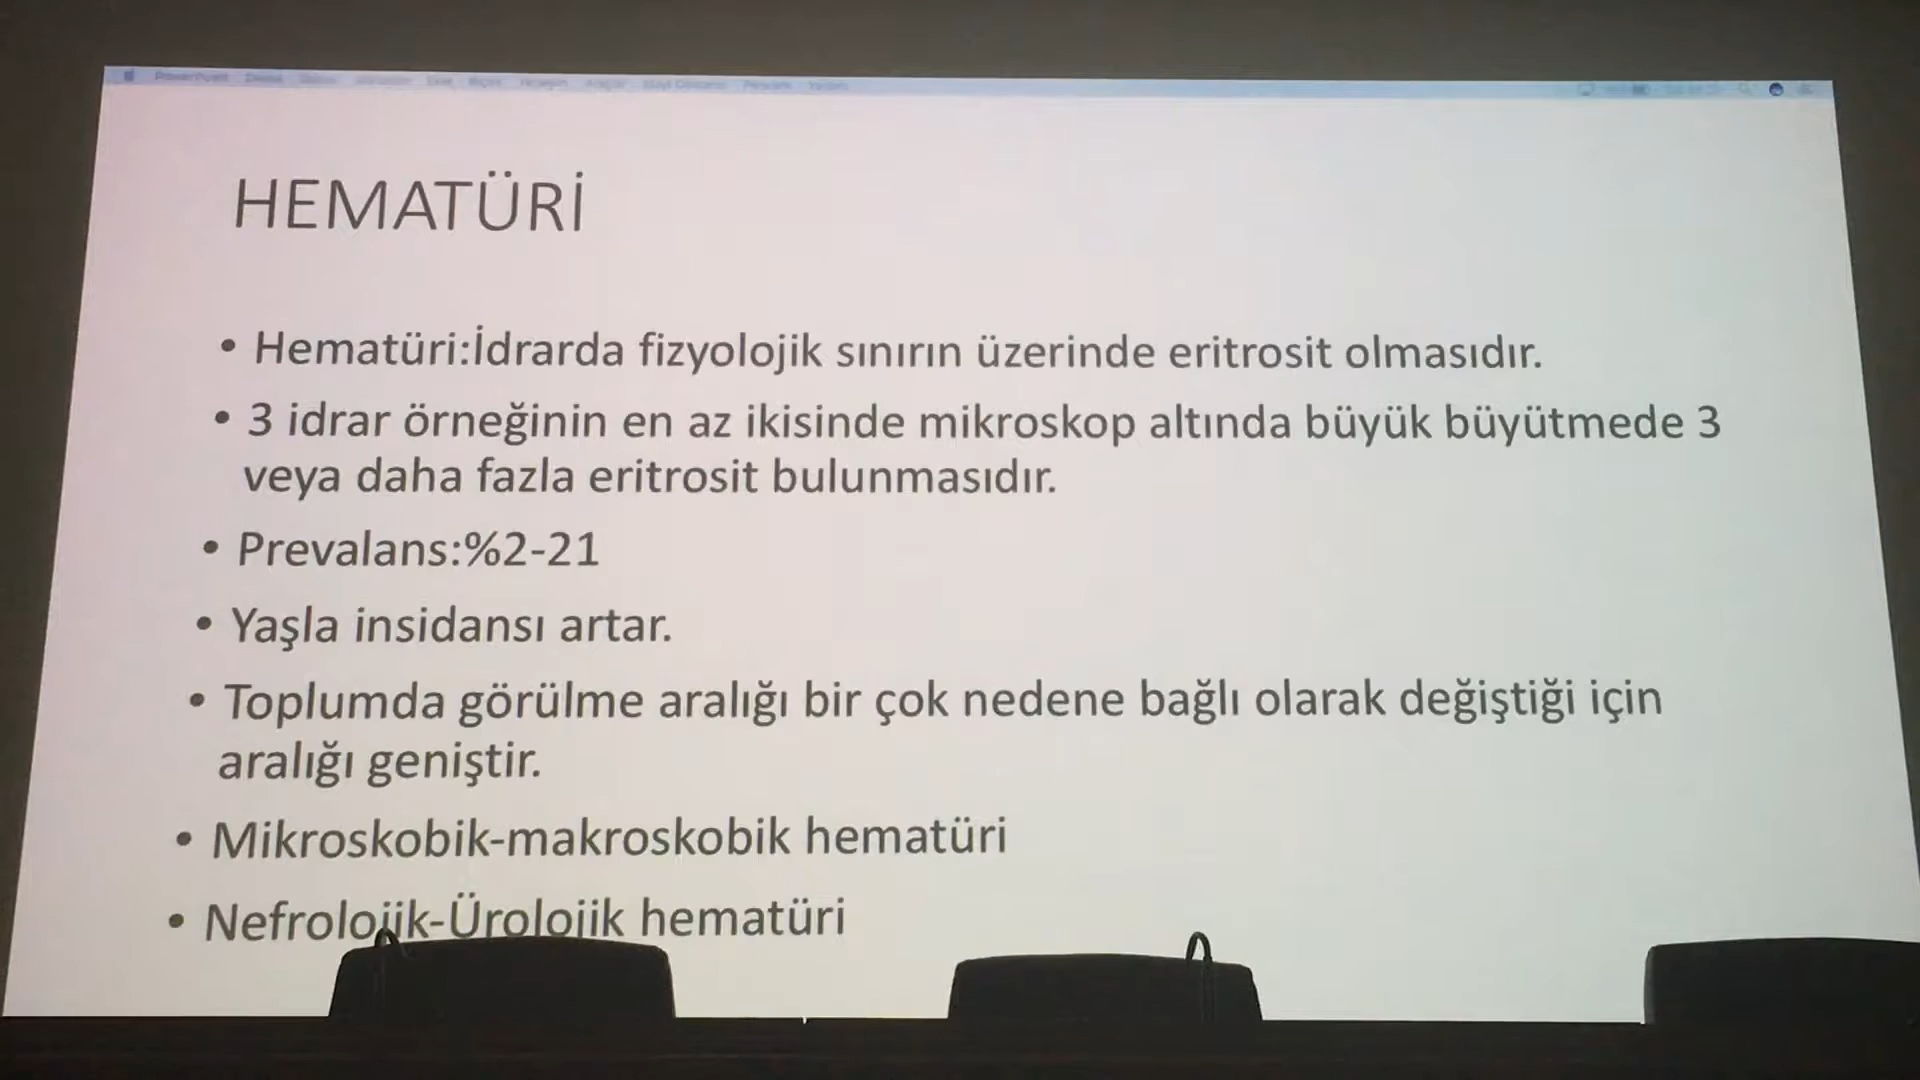 PowerPoint
HEMATÜRİ
• Hematüri:İdrarda fizyolojik sınırın üzerinde eritrosit olmasıdır.
• 3 idrar örneğinin en az ikisinde mikroskop altında büyük büyütmede 3
veya daha fazla eritrosit bulunmasıdır.
• Prevalans:%2-21
• Yaşla insidansı artar.
• Toplumda görülme aralığı bir çok nedene bağlı olarak değiştiği için
aralığı geniştir.
• Mikroskobik-makroskobik hematüri
• Nefrolojik-Ürolojik hematüri